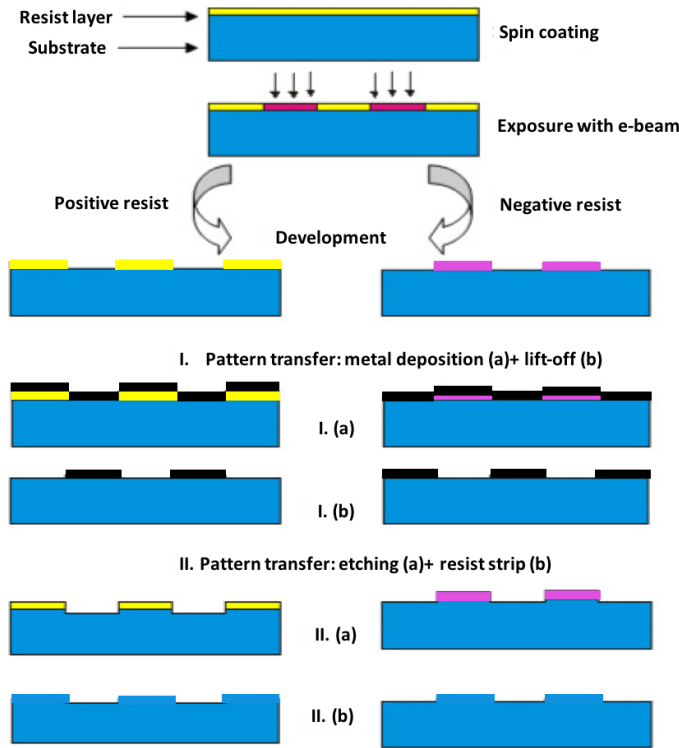 Resist layer
Substrate
Spin coating
Exposure with e-beam
Positive resist
Negative resist
Development
I. Pattern transfer: metal deposition (a)+ lift-off (b)
I. (a)
I. (b)
II. Pattern transfer: etching (a)+ resist strip (b)
II. (a)
II. (b)